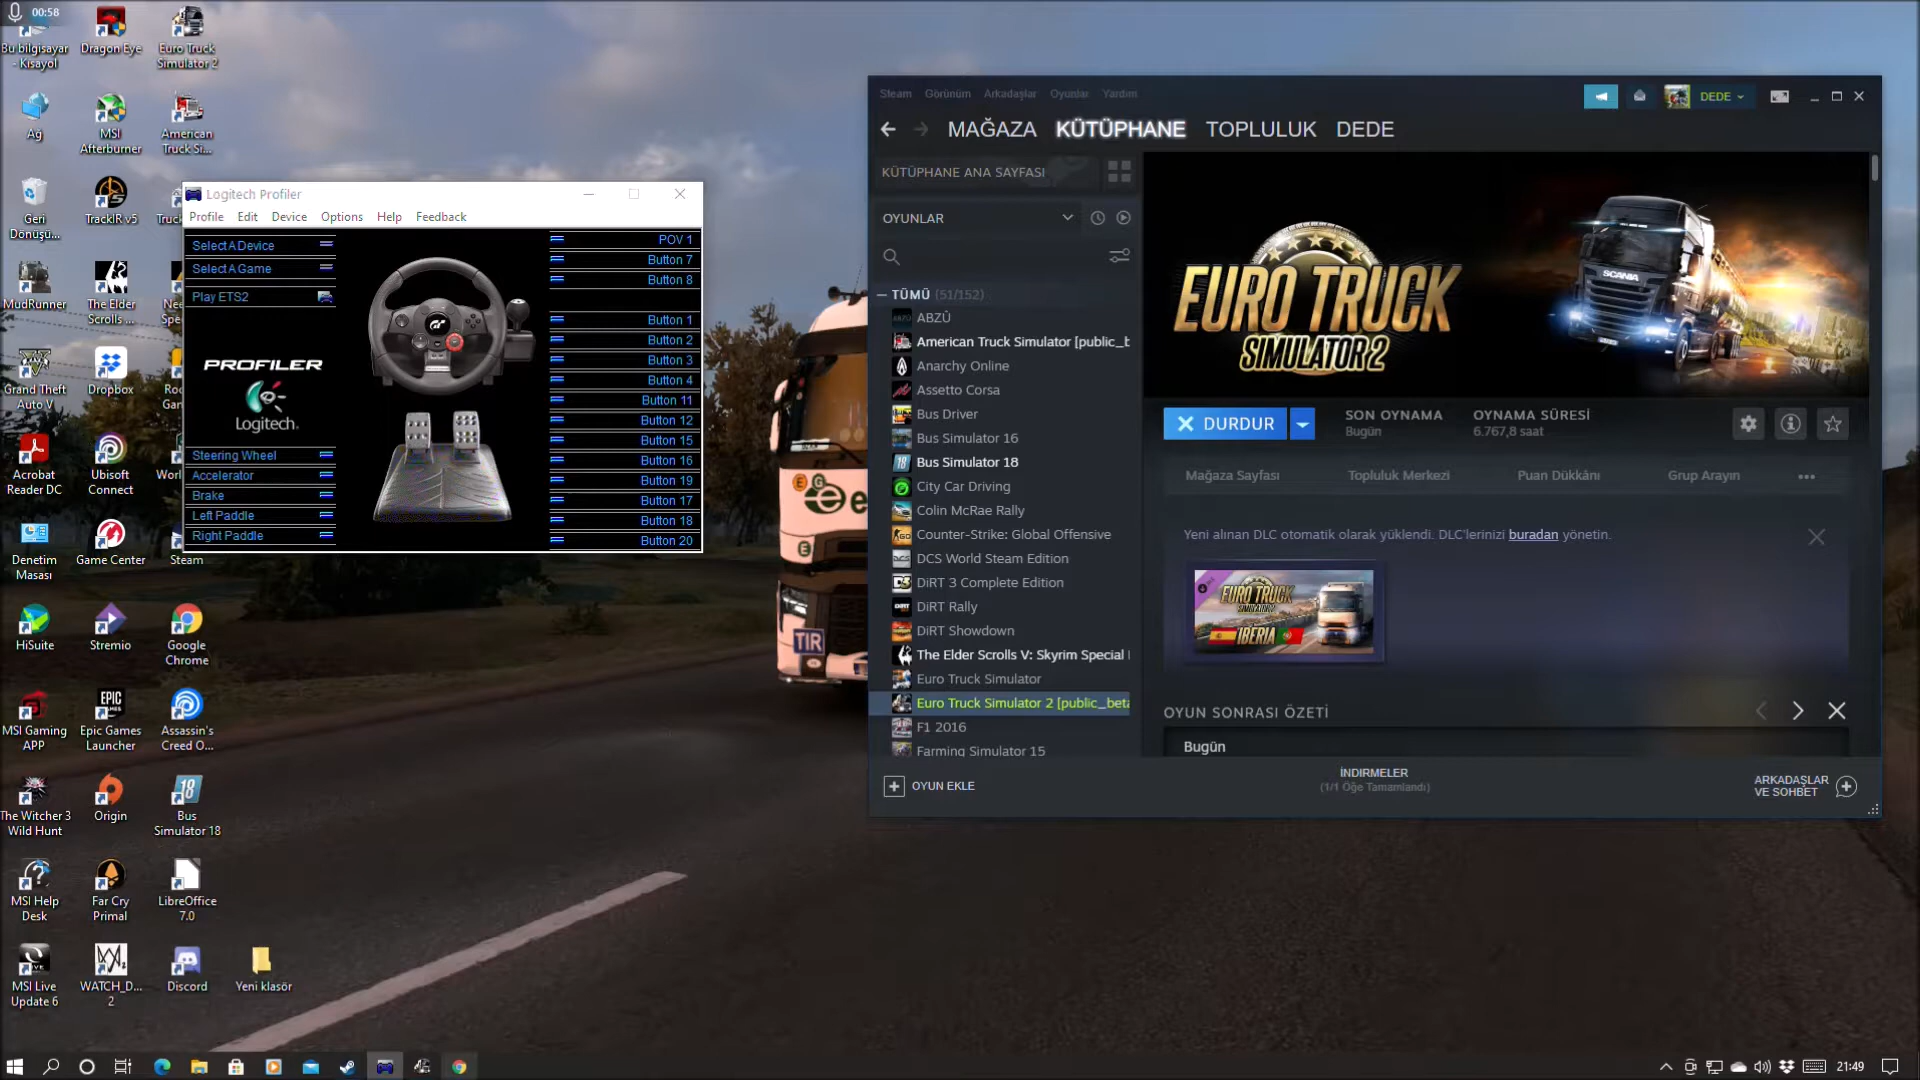 00:58
Bu bilgisayar
- Kısayol
Dragon Eye
Euro Truck
Simulator 2
Ağ
MSI
Afterburner
American
Truck Si...
Geri
Dönüşü...
TrackIR v5
MudRunner
The Elder
Scrolls ...
Grand Theft
Auto V
Dropbox
Acrobat
Reader DC
Ubisoft
Connect
Denetim
Masası
Game Center
Steam
HiSuite
Stremio
Google
Chrome
MSI Gaming
APP
Epic Games
Launcher
Assassin's
Creed O...
The Witcher 3
Wild Hunt
Origin
Bus
Simulator 18
MSI Help
Desk
Far Cry
Primal
LibreOffice
7.0
MSI Live
Update 6
WATCH_D...
2
Discord
Yeni klasör
Logitech Profiler
Profile Edit Device Options Help Feedback
Select A Device
Select A Game
Play ETS2
PROFILER
Logitech
Steering Wheel
Accelerator
Brake
Left Paddle
Right Paddle
POV 1
Button 7
Button 8
Button 1
Button 2
Button 3
Button 4
Button 11
Button 12
Button 15
Button 16
Button 19
Button 17
Button 18
Button 20
TIR
Steam Görünüm Arkadaşlar Oyunlar Yardım
DEDE
MAĞAZA KÜTÜPHANE TOPLULUK DEDE
KÜTÜPHANE ANA SAYFASI
OYUNLAR
TÜMÜ (51/152)
ABZÛ
American Truck Simulator [public_b
Anarchy Online
Assetto Corsa
Bus Driver
Bus Simulator 16
Bus Simulator 18
City Car Driving
Colin McRae Rally
Counter-Strike: Global Offensive
DCS World Steam Edition
DiRT 3 Complete Edition
DiRT Rally
DiRT Showdown
The Elder Scrolls V: Skyrim Special
Euro Truck Simulator
Euro Truck Simulator 2 [public_beta
F1 2016
Farming Simulator 15
OYUN EKLE
EURO TRUCK
SIMULATOR 2
SCANIA
DURDUR
SON OYNAMA
Bugün
OYNAMA SÜRESİ
6.767,8 saat
Mağaza Sayfası Topluluk Merkezi Puan Dükkânı Grup Arayın
Yeni alınan DLC otomatik olarak yüklendi. DLC'lerinizi buradan yönetin.
EURO TRUCK
SIMULATOR 2
IBERIA
OYUN SONRASI ÖZETİ
Bugün
İNDIRMELER
(1/1 Öğe Tamamlandı)
ARKADAŞLAR
VE SOHBET
21:49